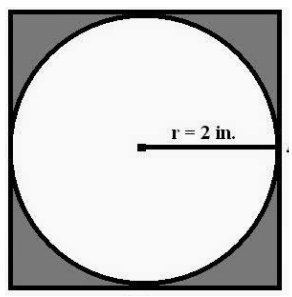 r = 2 in.